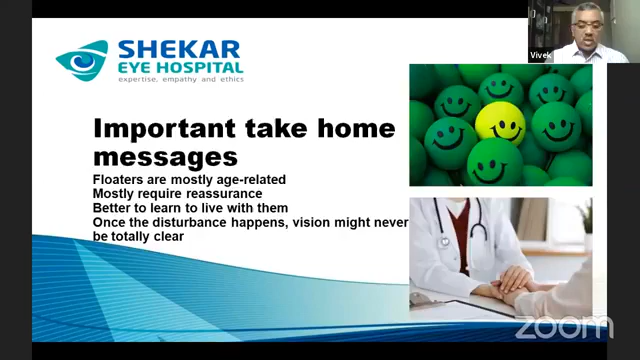 SHEKAR
EYE HOSPITAL
expertise, empathy and ethics
Vivek
Important take home
messages
Floaters are mostly age-related
Mostly require reassurance
Better to learn to live with them
Once the disturbance happens, vision might never
be totally clear
zoom